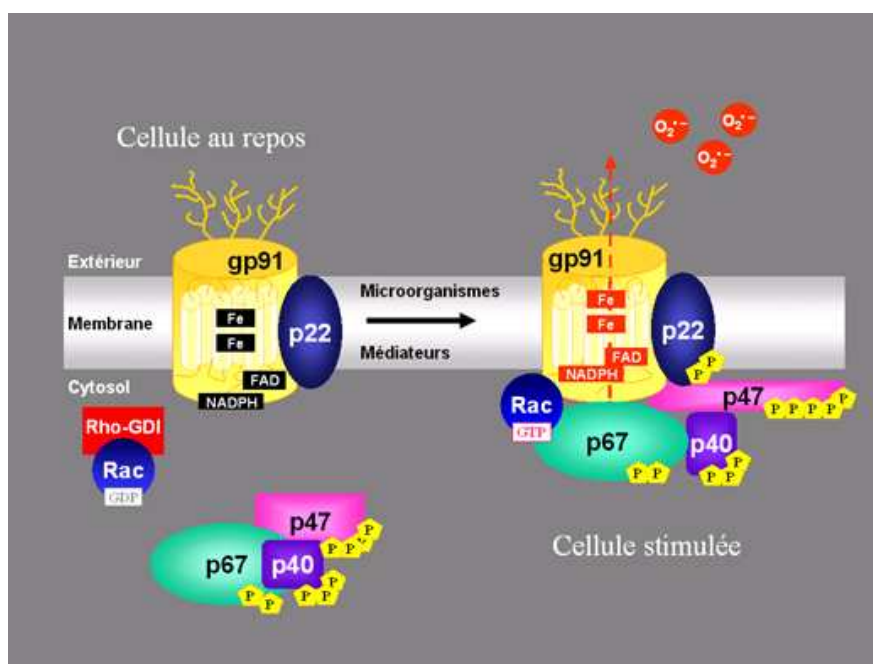 Cellule au repos
O2•−
O2•−
O2•−
Extérieur
gp91
gp91
Membrane
Fe
Fe
p22
Microorganismes
Médiateurs
Fe
Fe
p22
Cytosol
FAD
NADPH
FAD
NADPH
P
P
Rho-GDI
Rac
GDP
Rac
GTP
p67
P P
p47
P P P P
P
p40
P
P P
p47
P
P P P
p67
P
P
p40
P
P P
Cellule stimulée